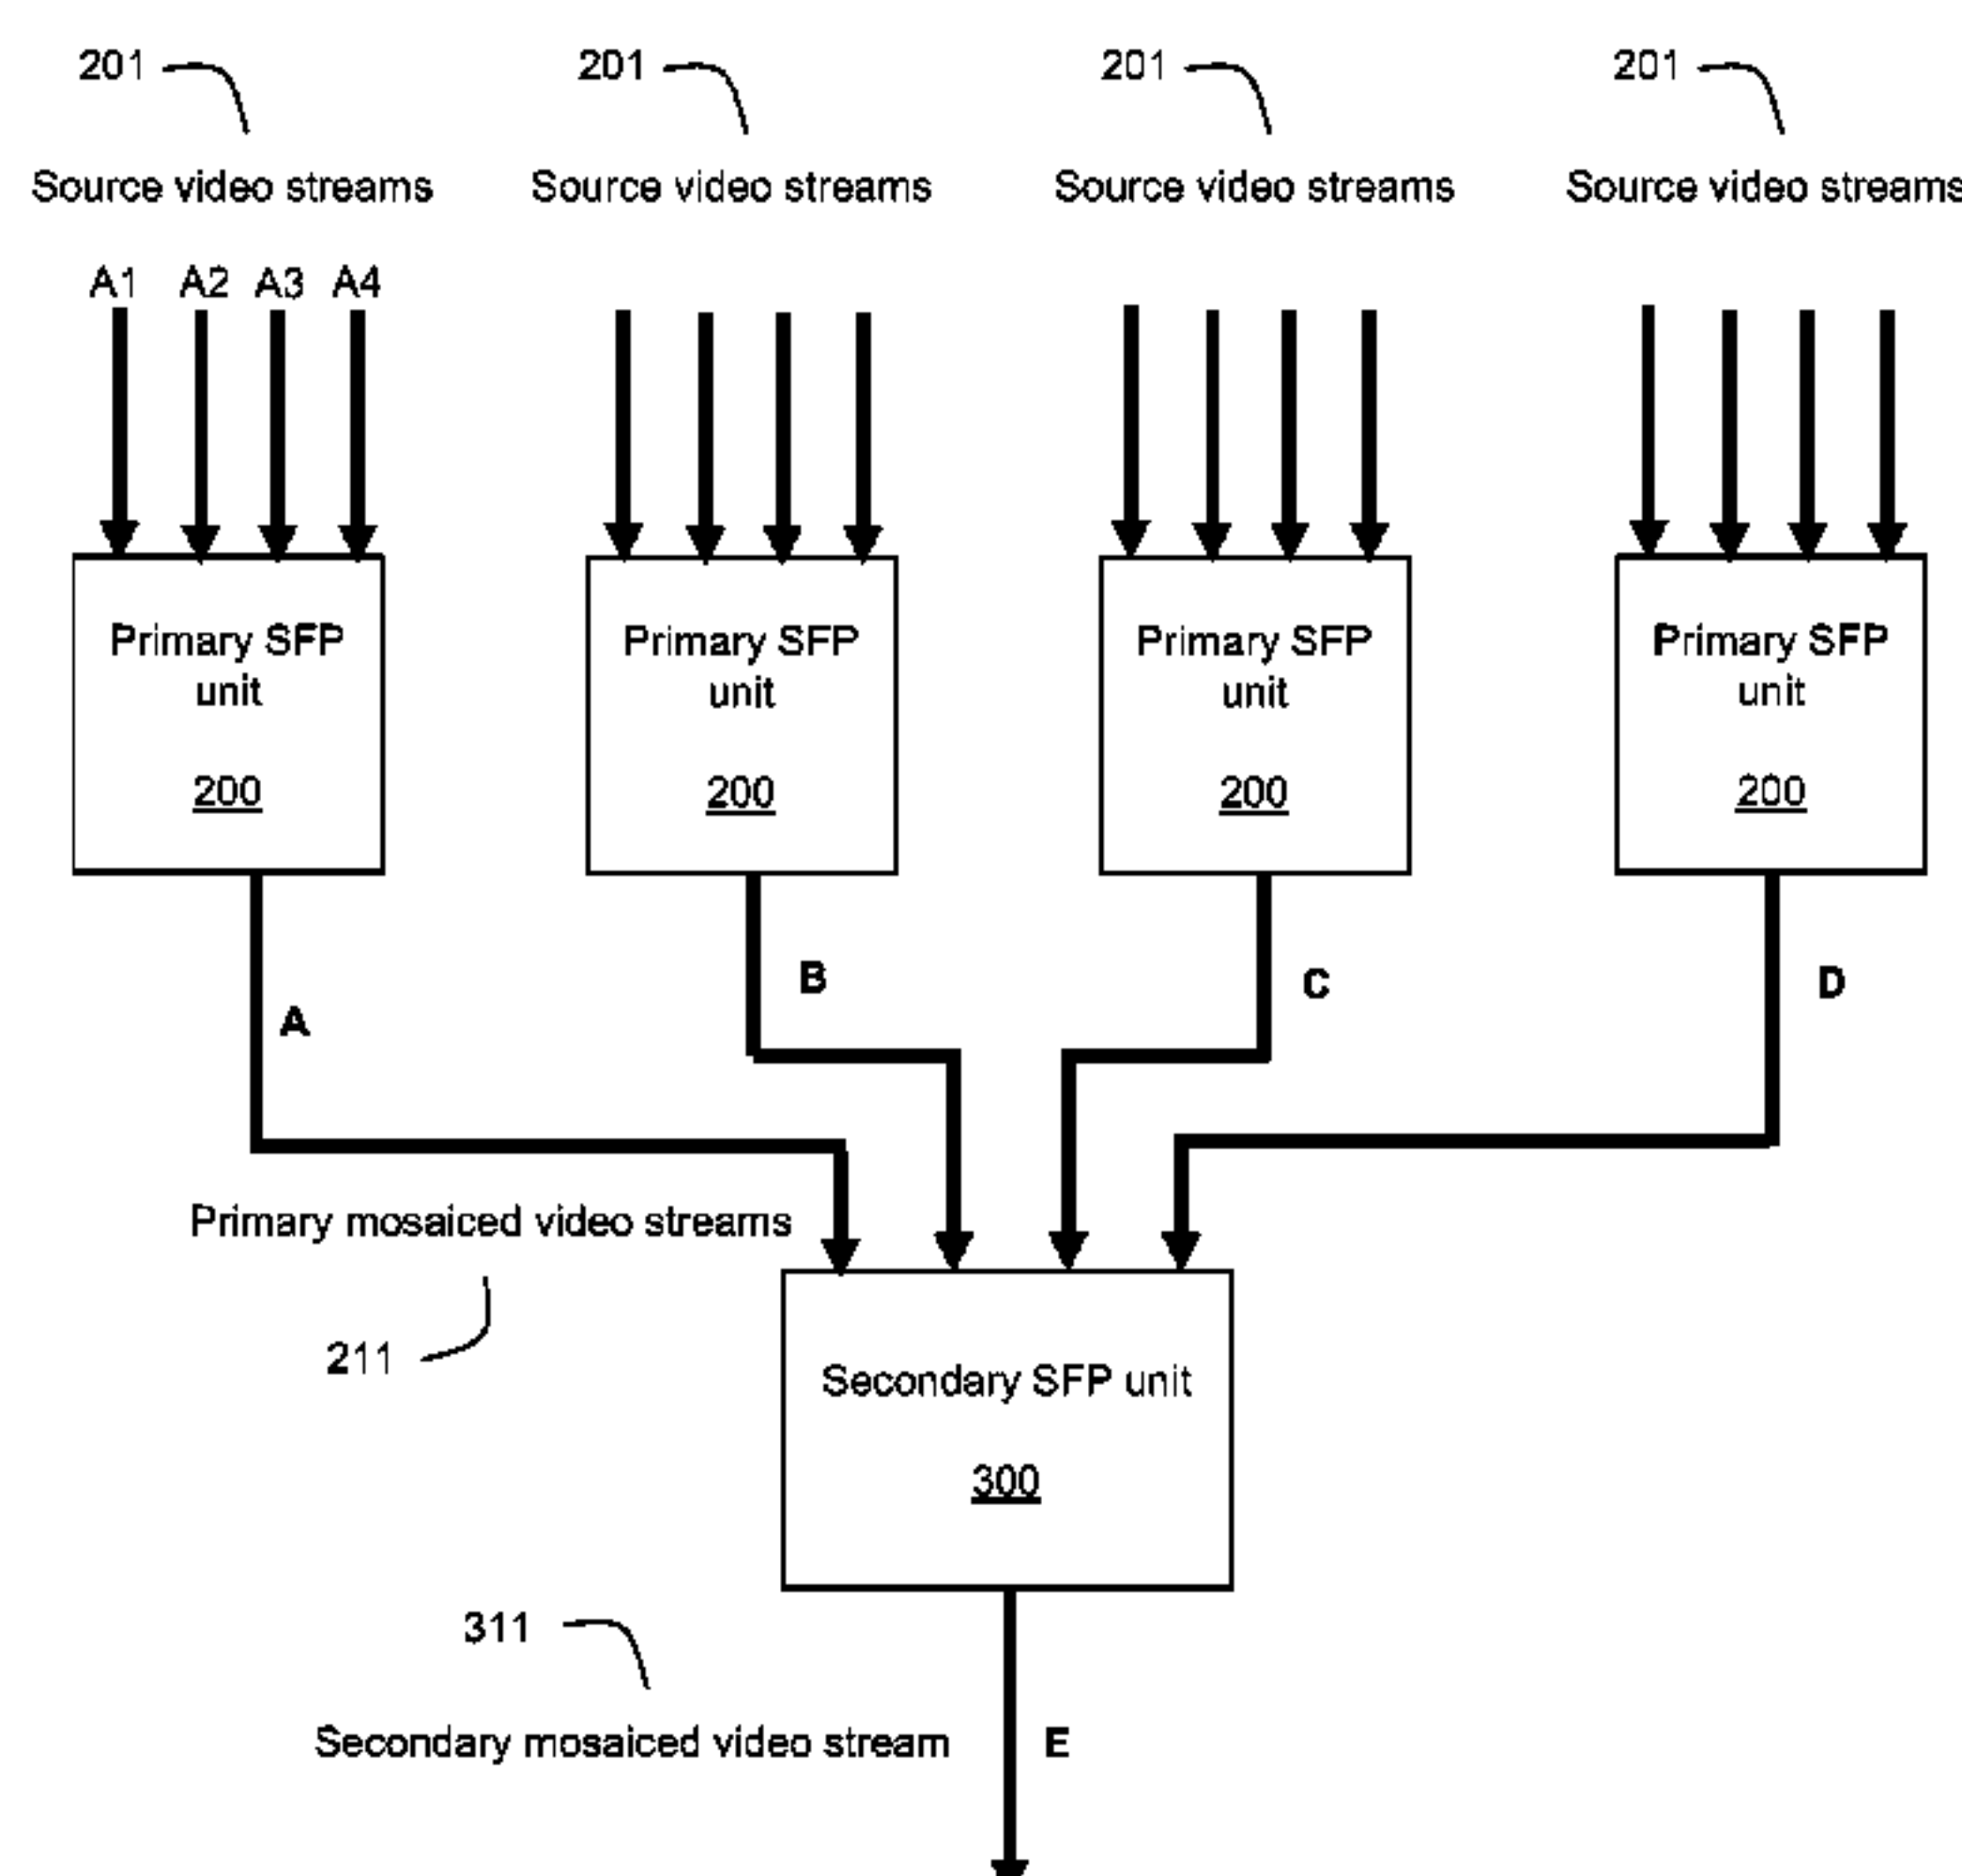 201 201 201 201
Source video streams Source video streams Source video streams Source video streams
A1 A2 A3 A4
Primary SFP Primary SFP Primary SFP Primary SFP
unit unit unit unit
200 200 200 200
B C D
A
Primary mosaiced video streams
211
Secondary SFP unit
300
311
Secondary mosaiced video stream E